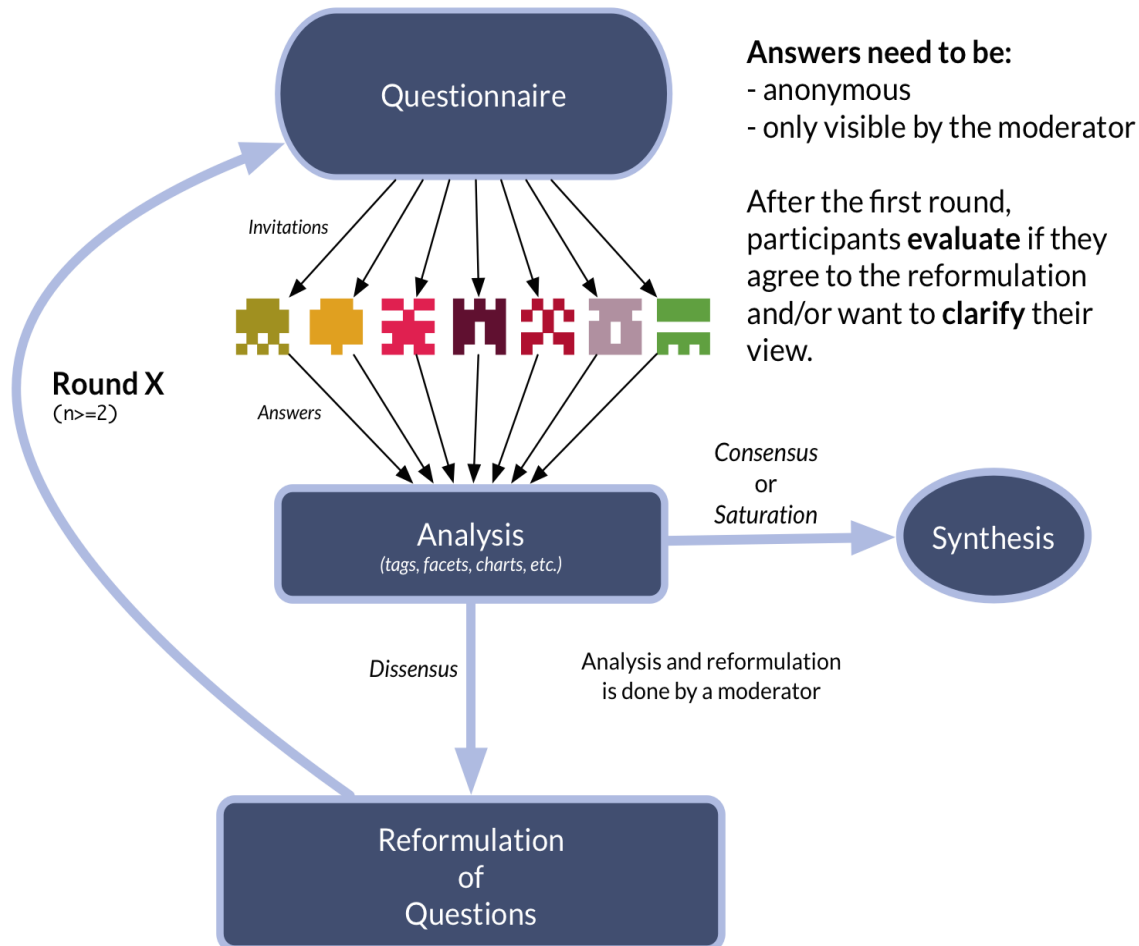 Questionnaire
Answers need to be:
- anonymous
- only visible by the moderator
After the first round,
participants evaluate if they
agree to the reformulation
and/or want to clarify their
view.
Invitations
Round X
(n>=2)
Answers
Analysis
(tags, facets, charts, etc.)
Consensus
or
Saturation
Synthesis
Dissensus
Analysis and reformulation
is done by a moderator
Reformulation
of
Questions